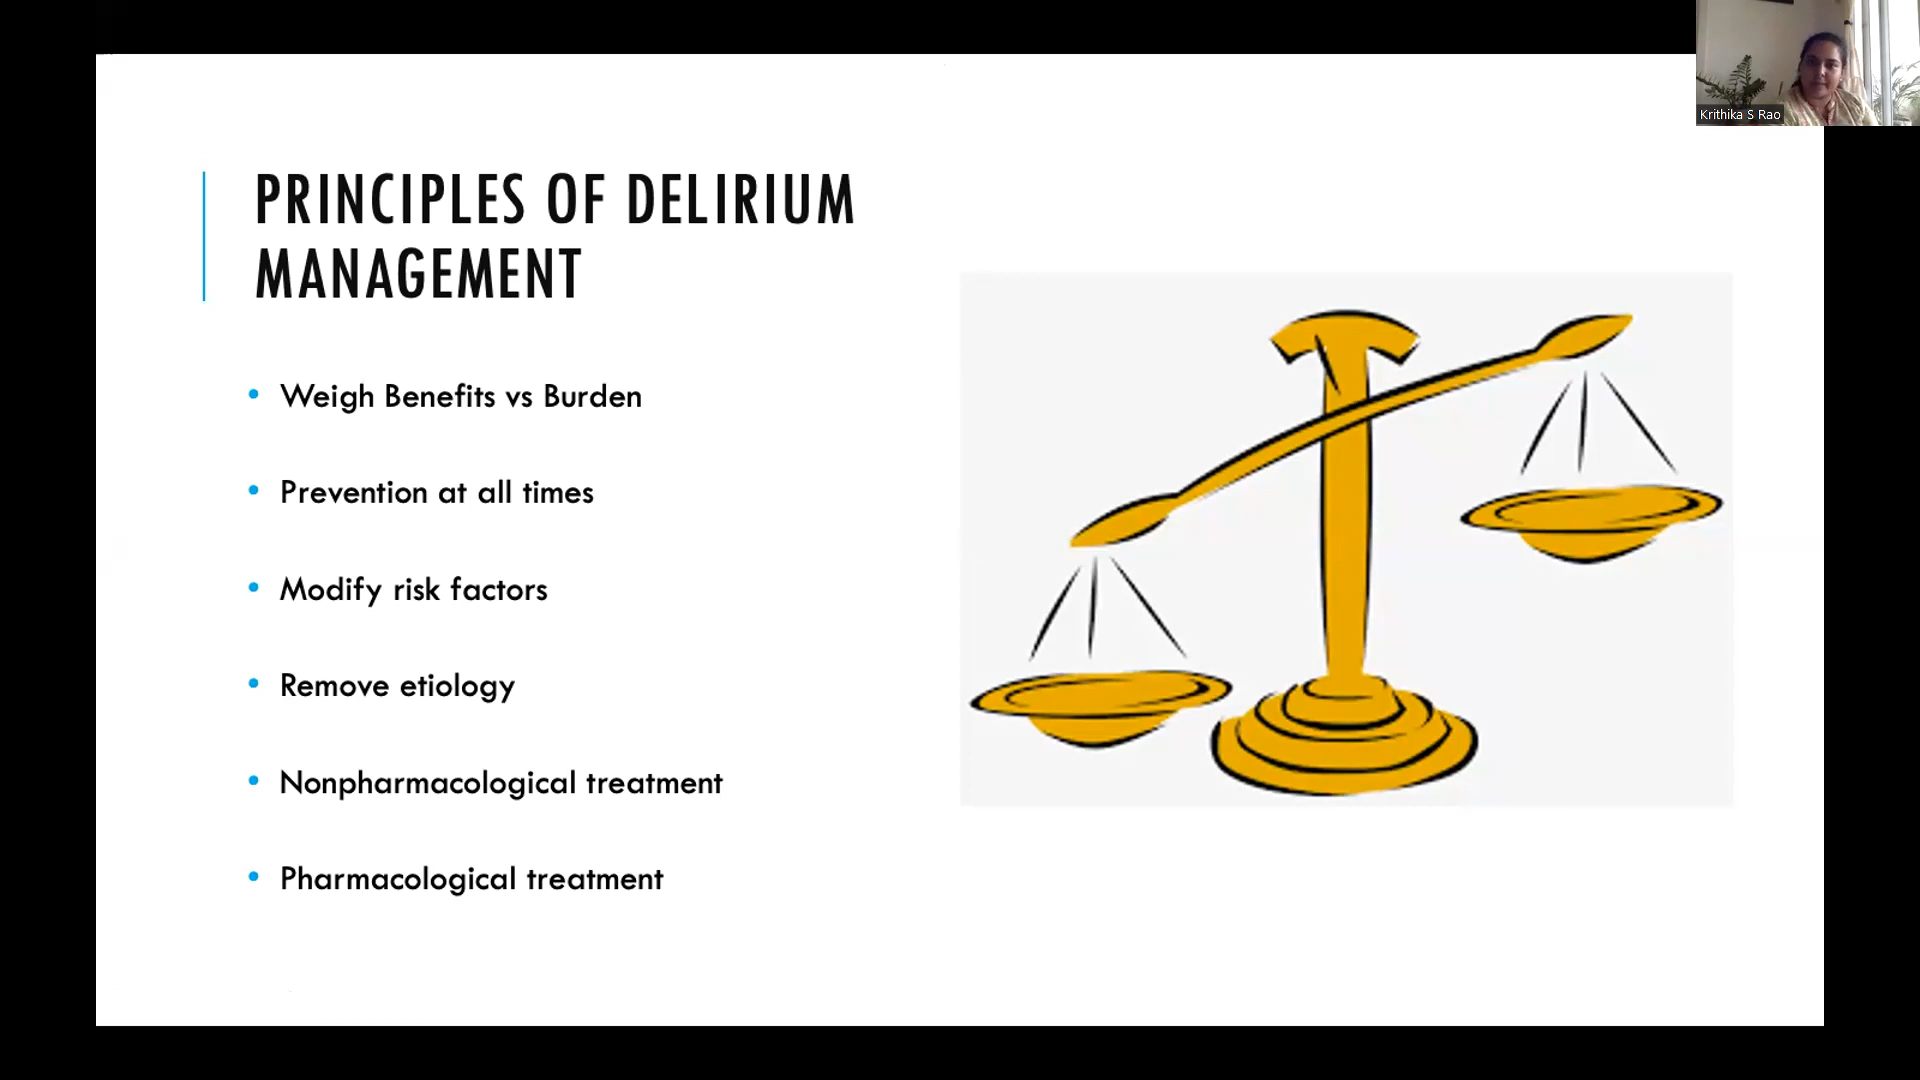 Krithika S Rao
PRINCIPLES OF DELIRIUM
MANAGEMENT
• Weigh Benefits vs Burden
• Prevention at all times
• Modify risk factors
• Remove etiology
• Nonpharmacological treatment
• Pharmacological treatment